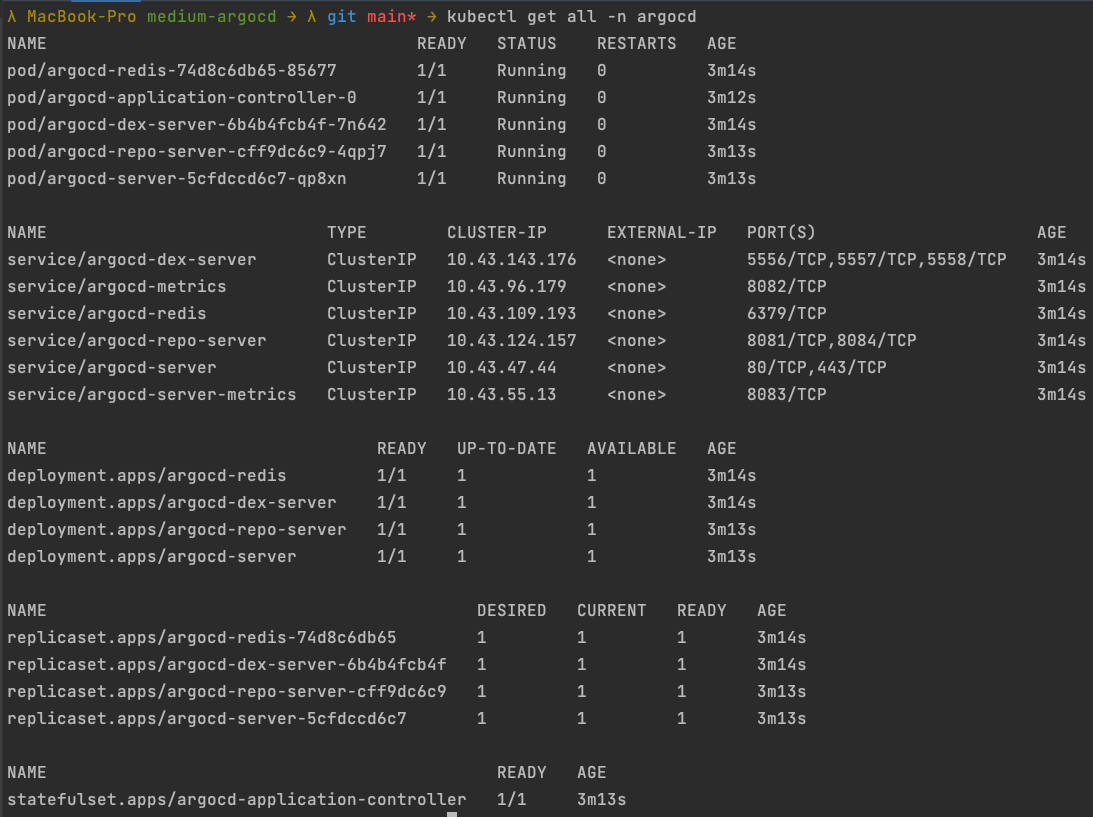 λ MacBook-Pro medium-argocd → λ git main* → kubectl get all -n argocd
NAME READY STATUS RESTARTS AGE
pod/argocd-redis-74d8c6db65-85677 1/1 Running 0 3m14s
pod/argocd-application-controller-0 1/1 Running 0 3m12s
pod/argocd-dex-server-6b4b4fcb4f-7n642 1/1 Running 0 3m14s
pod/argocd-repo-server-cff9dc6c9-4qpj7 1/1 Running 0 3m13s
pod/argocd-server-5cfdccd6c7-qp8xn 1/1 Running 0 3m13s
NAME TYPE CLUSTER-IP EXTERNAL-IP PORT(S) AGE
service/argocd-dex-server ClusterIP 10.43.143.176 <none> 5556/TCP,5557/TCP,5558/TCP 3m14s
service/argocd-metrics ClusterIP 10.43.96.179 <none> 8082/TCP 3m14s
service/argocd-redis ClusterIP 10.43.109.193 <none> 6379/TCP 3m14s
service/argocd-repo-server ClusterIP 10.43.124.157 <none> 8081/TCP,8084/TCP 3m14s
service/argocd-server ClusterIP 10.43.47.44 <none> 80/TCP,443/TCP 3m14s
service/argocd-server-metrics ClusterIP 10.43.55.13 <none> 8083/TCP 3m14s
NAME READY UP-TO-DATE AVAILABLE AGE
deployment.apps/argocd-redis 1/1 1 1 3m14s
deployment.apps/argocd-dex-server 1/1 1 1 3m14s
deployment.apps/argocd-repo-server 1/1 1 1 3m13s
deployment.apps/argocd-server 1/1 1 1 3m13s
NAME DESIRED CURRENT READY AGE
replicaset.apps/argocd-redis-74d8c6db65 1 1 1 3m14s
replicaset.apps/argocd-dex-server-6b4b4fcb4f 1 1 1 3m14s
replicaset.apps/argocd-repo-server-cff9dc6c9 1 1 1 3m13s
replicaset.apps/argocd-server-5cfdccd6c7 1 1 1 3m13s
NAME READY AGE
statefulset.apps/argocd-application-controller 1/1 3m13s